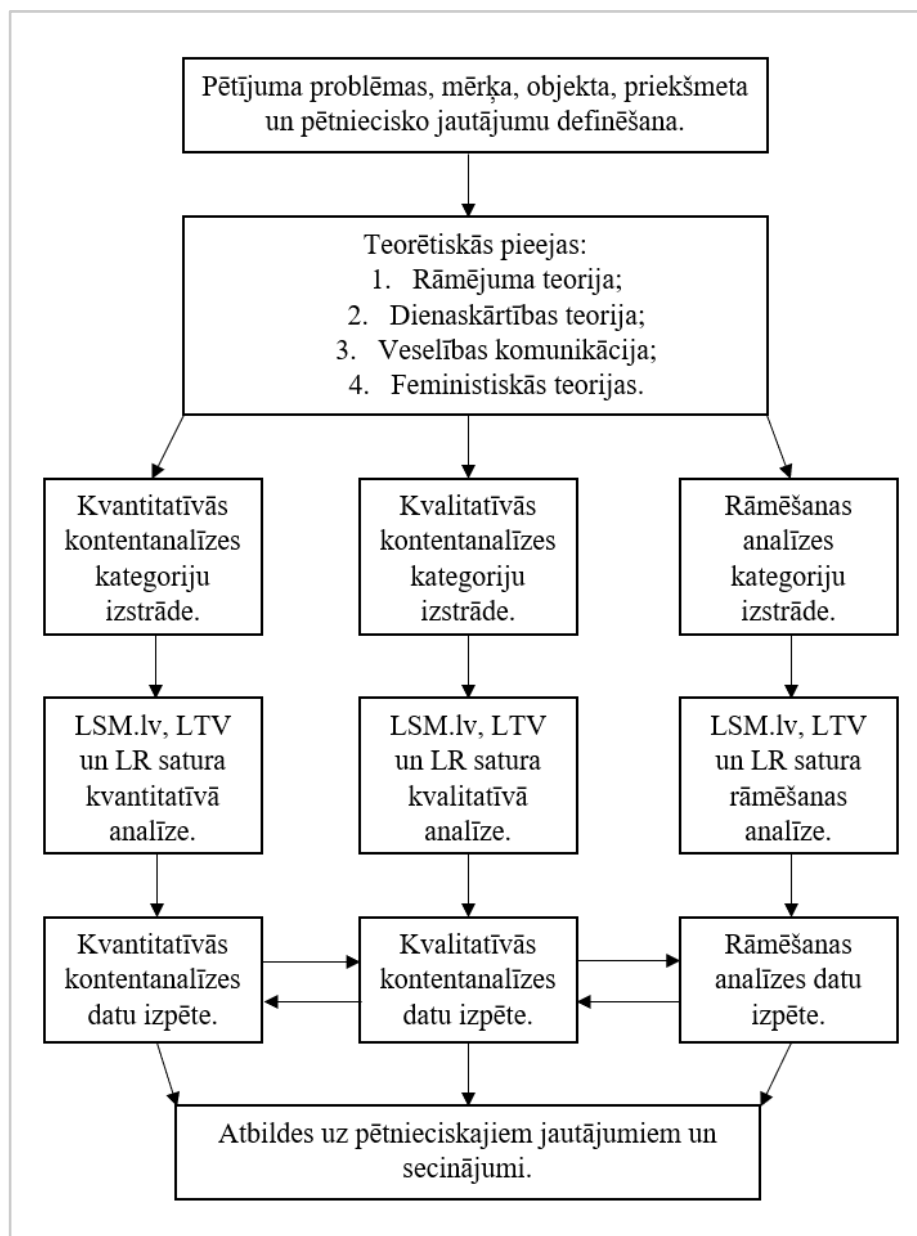 Pētījuma problēmas, mērķa, objekta, priekšmeta
un pētniecisko jautājumu definēšana.
Teorētiskās pieejas:
1. Rāmējuma teorija;
2. Dienaskārtības teorija;
3. Veselības komunikācija;
4. Feministiskās teorijas.
Kvantitatīvās
kontentanalīzes
kategoriju
izstrāde.
Kvalitatīvās
kontentanalīzes
kategoriju
izstrāde.
Rāmēšanas
analīzes
kategoriju
izstrāde.
LSM.lv, LTV
un LR satura
kvantitatīvā
analīze.
LSM.lv, LTV
un LR satura
kvalitatīvā
analīze.
LSM.lv, LTV
un LR satura
rāmēšanas
analīze.
Kvantitatīvās
kontentanalīzes
datu izpēte.
Kvalitatīvās
kontentanalīzes
datu izpēte.
Rāmēšanas
analīzes datu
izpēte.
Atbildes uz pētnieciskajiem jautājumiem un
secinājumi.